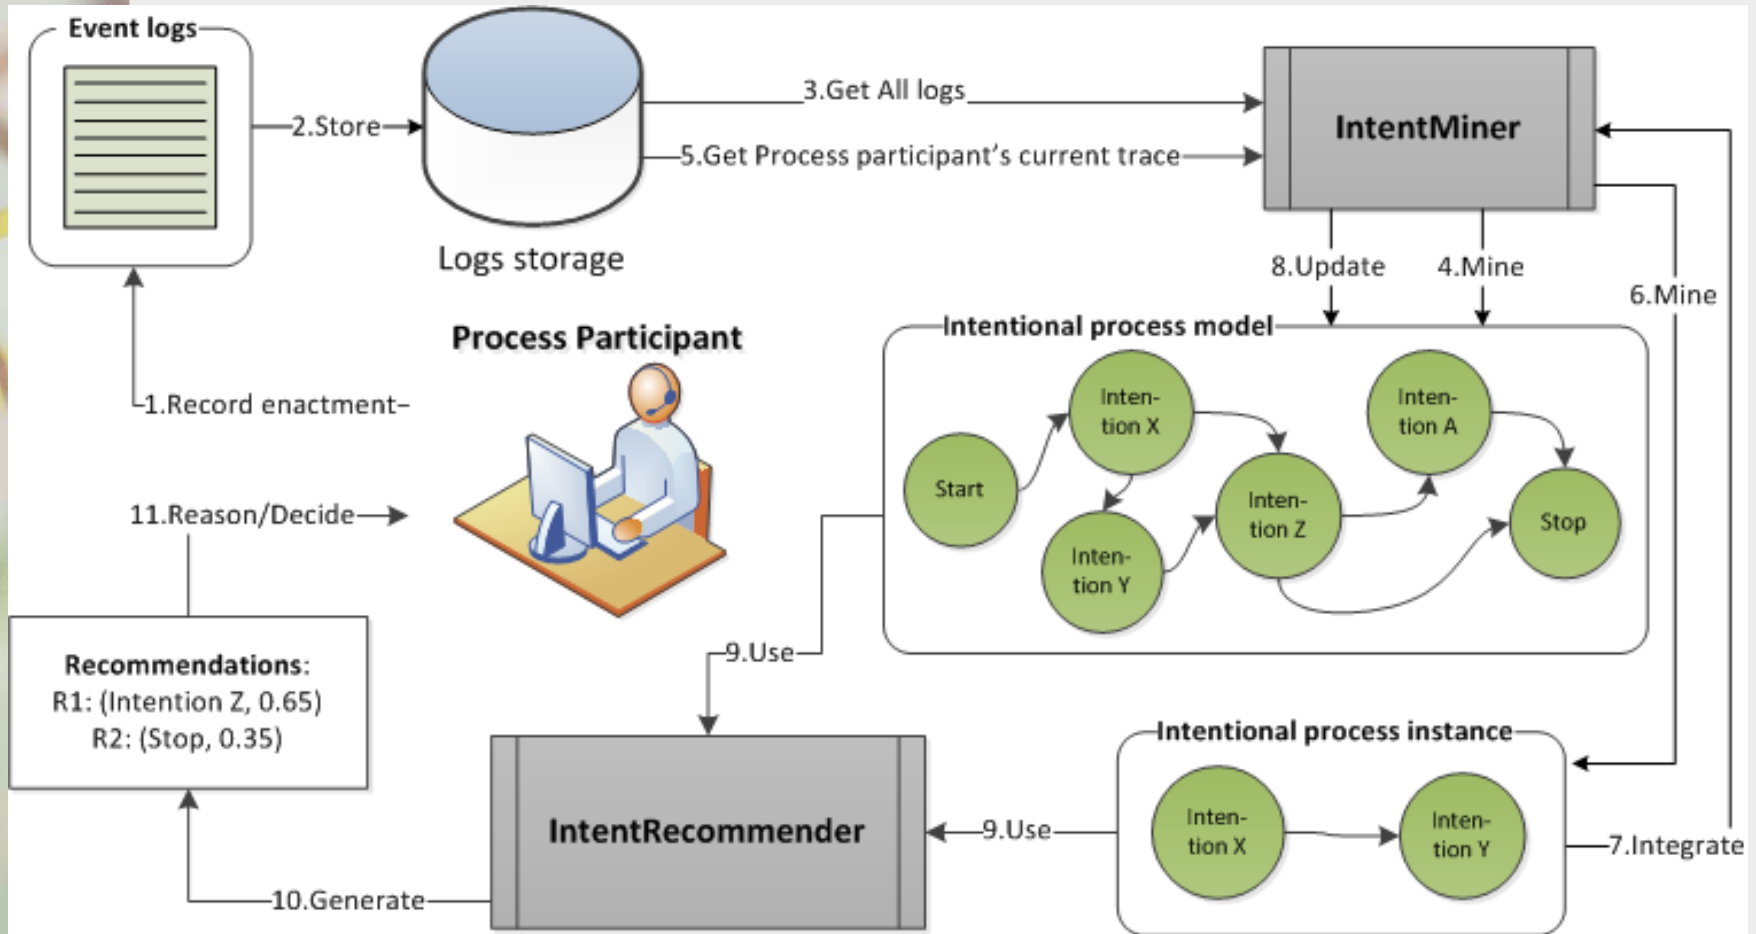 Event logs
2.Store
3.Get All logs
5.Get Process participant's current trace
IntentMiner
Logs storage
8.Update
4.Mine
6.Mine
Process Participant
1.Record enactment
11.Reason/Decide
Intentional process model
Start
Inten-
tion X
Inten-
tion Y
Inten-
tion Z
Inten-
tion A
Stop
9.Use
Recommendations:
R1: (Intention Z, 0.65)
R2: (Stop, 0.35)
IntentRecommender
10.Generate
9.Use
Intentional process instance
Inten-
tion X
Inten-
tion Y
7.Integrate